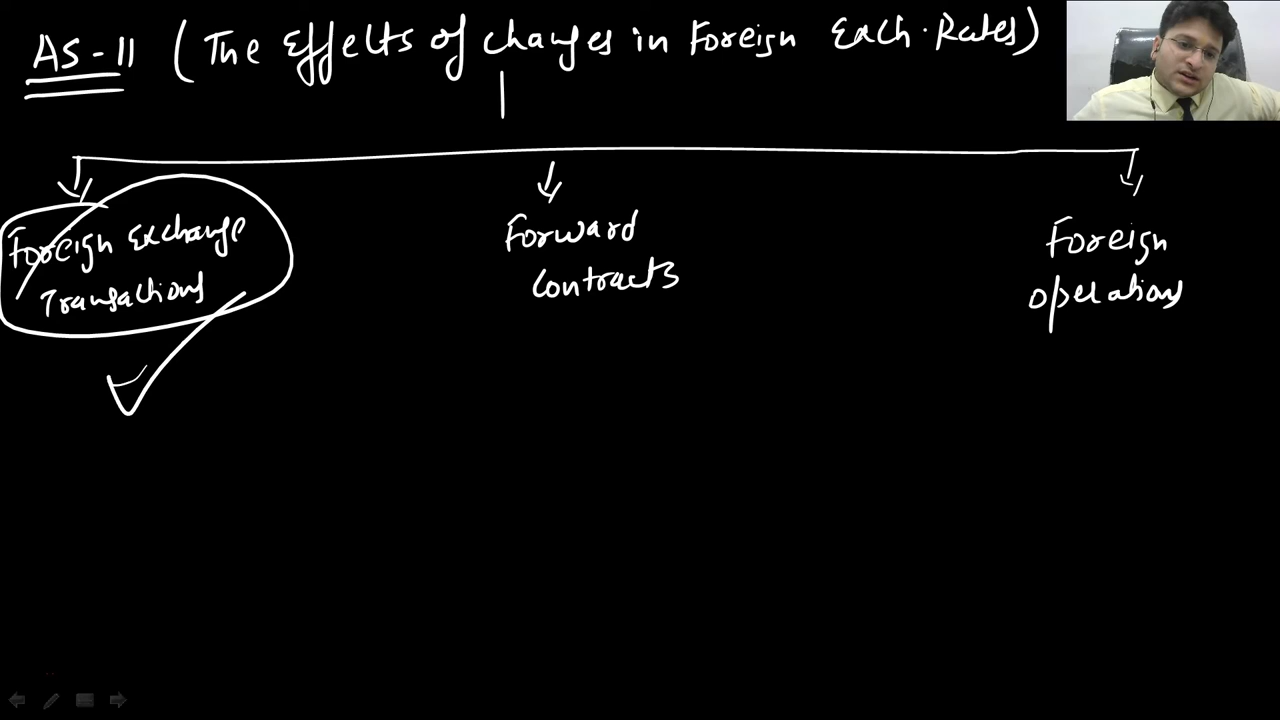 AS-11 (The Effects of changes in Foreign Exch. Rates)
Foreign Exchange
Transactions
Forward
Contracts
Foreign
operations